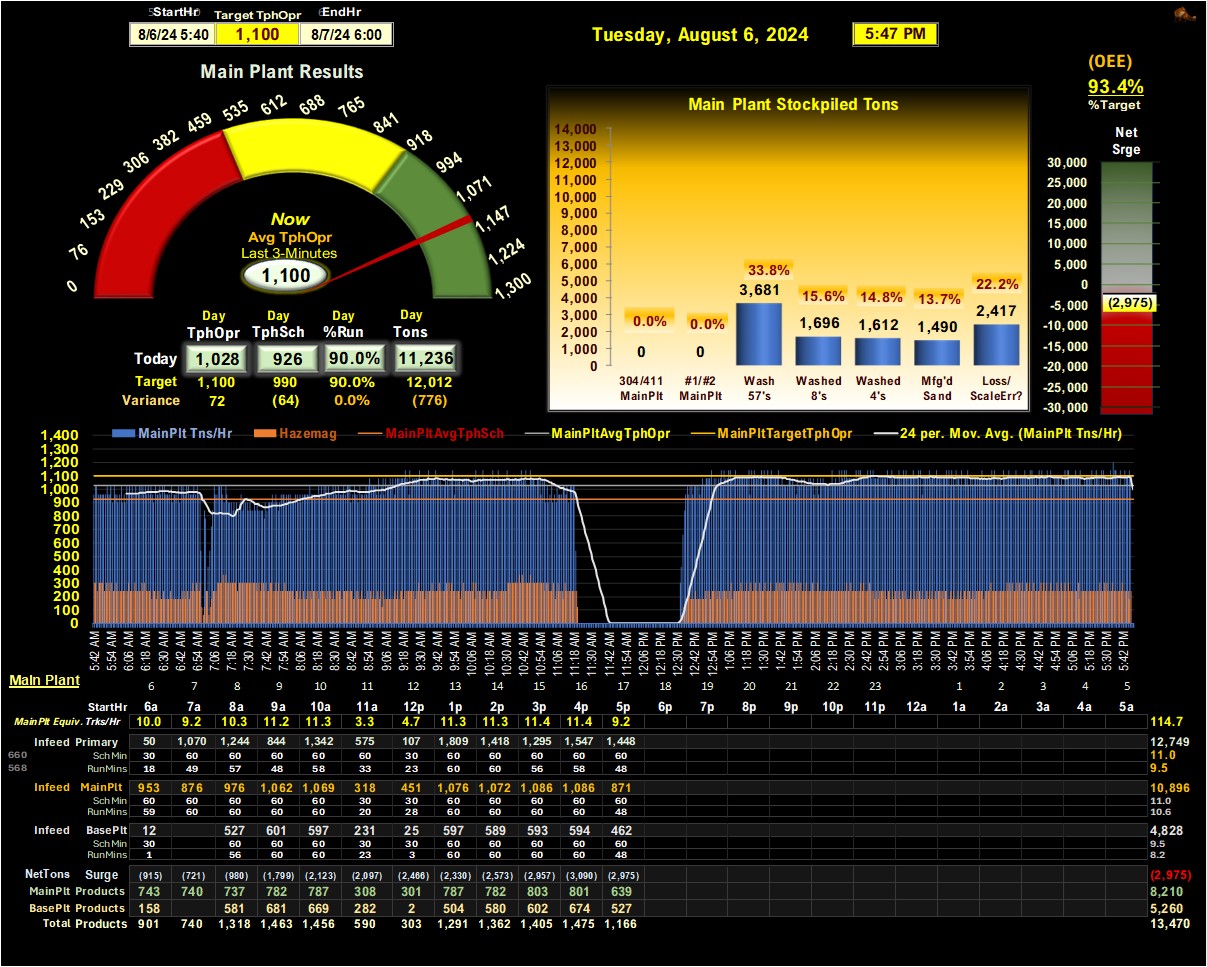 StartHr Target TphOpr EndHr
8/6/24 5:40 1,100 8/7/24 6:00
Tuesday, August 6, 2024 5:47 PM
(OEE)
93.4%
%Target
Main Plant Results
0 76 153 229 306 382 459 535 612 688 765 841 918 994 1,071 1,147 1,224 1,300
Now
Avg TphOpr
Last 3-Minutes
1,100
Day Day Day Day
TphOpr TphSch %Run Tons
Today 1,028 926 90.0% 11,236
Target 1,100 990 90.0% 12,012
Variance 72 (64) 0.0% (776)
Main Plant Stockpiled Tons
14,000
13,000
12,000
11,000
10,000
9,000
8,000
7,000
6,000
5,000
4,000
3,000
2,000
1,000
0
0.0% 0.0% 33.8% 15.6% 14.8% 13.7% 22.2%
0 0 3,681 1,696 1,612 1,490 2,417
304/411 #1/#2 Wash Washed Washed Mfg'd Loss/
MainPlt MainPlt 57's 8's 4's Sand ScaleErr?
Net
Srge
30,000
25,000
20,000
15,000
10,000
5,000
0
-5,000
-10,000
-15,000
-20,000
-25,000
-30,000
(2,975)
MainPlt Tns/Hr Hazemag MainPltAvgTphSch MainPltAvgTphOpr MainPltTargetTphOpr 24 per. Mov. Avg. (MainPlt Tns/Hr)
1,400
1,300
1,200
1,100
1,000
900
800
700
600
500
400
300
200
100
0
5:42 AM 5:54 AM 6:06 AM 6:18 AM 6:30 AM 6:42 AM 6:54 AM 7:06 AM 7:18 AM 7:30 AM 7:42 AM 7:54 AM 8:06 AM 8:18 AM 8:30 AM 8:42 AM 8:54 AM 9:06 AM 9:18 AM 9:30 AM 9:42 AM 9:54 AM 10:06 AM 10:18 AM 10:30 AM 10:42 AM 10:54 AM 11:06 AM 11:18 AM 11:30 AM 11:42 AM 11:54 AM 12:06 PM 12:18 PM 12:30 PM 12:42 PM 12:54 PM 1:06 PM 1:18 PM 1:30 PM 1:42 PM 1:54 PM 2:06 PM 2:18 PM 2:30 PM 2:42 PM 2:54 PM 3:06 PM 3:18 PM 3:30 PM 3:42 PM 3:54 PM 4:06 PM 4:18 PM 4:30 PM 4:42 PM 4:54 PM 5:06 PM 5:18 PM 5:30 PM 5:42 PM
Main Plant 6 7 8 9 10 11 12 13 14 15 16 17 18 19 20 21 22 23 1 2 3 4 5
StartHr 6a 7a 8a 9a 10a 11a 12p 1p 2p 3p 4p 5p 6p 7p 8p 9p 10p 11p 12a 1a 2a 3a 4a 5a
MainPlt Equiv. Trks/Hr 10.0 9.2 10.3 11.2 11.3 3.3 4.7 11.3 11.3 11.4 11.4 9.2 114.7
Infeed Primary 50 1,070 1,244 844 1,342 575 107 1,809 1,418 1,295 1,547 1,448 12,749
660 SchMin 30 60 60 60 60 60 30 60 60 60 60 60 11.0
568 RunMins 18 49 57 48 58 33 23 60 60 56 58 48 9.5
Infeed MainPlt 953 876 976 1,062 1,069 318 451 1,076 1,072 1,086 1,086 871 10,896
SchMin 60 60 60 60 60 30 30 60 60 60 60 60 11.0
RunMins 59 60 60 60 60 20 28 60 60 60 60 48 10.6
Infeed BasePlt 12 527 601 597 231 25 597 589 593 594 462 4,828
SchMin 30 60 60 60 30 30 60 60 60 60 60 9.5
RunMins 1 56 60 60 23 3 60 60 60 60 48 8.2
NetTons Surge (915) (721) (980) (1,799) (2,123) (2,097) (2,466) (2,330) (2,573) (2,957) (3,090) (2,975) (2,975)
MainPlt Products 743 740 737 782 787 308 301 787 782 803 801 639 8,210
BasePlt Products 158 581 681 669 282 2 504 580 602 674 527 5,260
Total Products 901 740 1,318 1,463 1,456 590 303 1,291 1,362 1,405 1,475 1,166 13,470